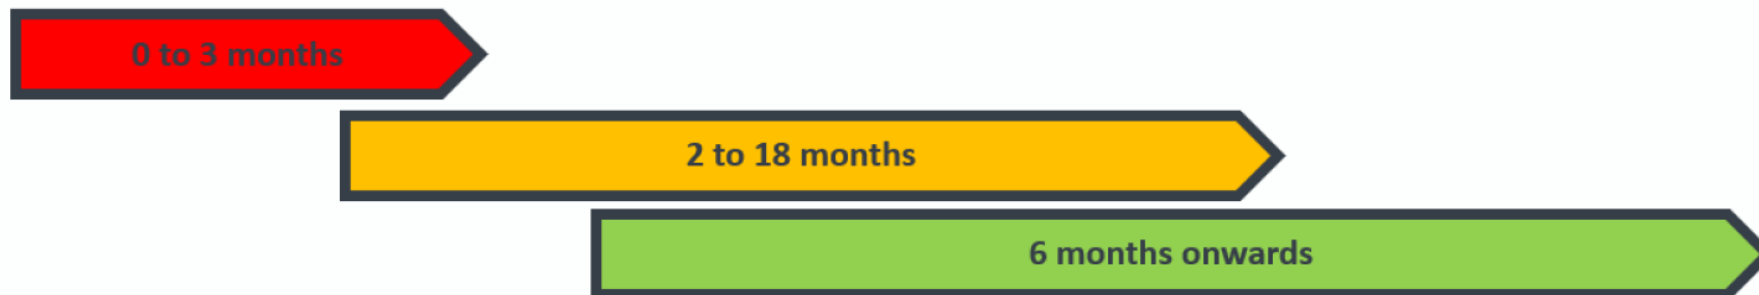 0 to 3 months
2 to 18 months
6 months onwards